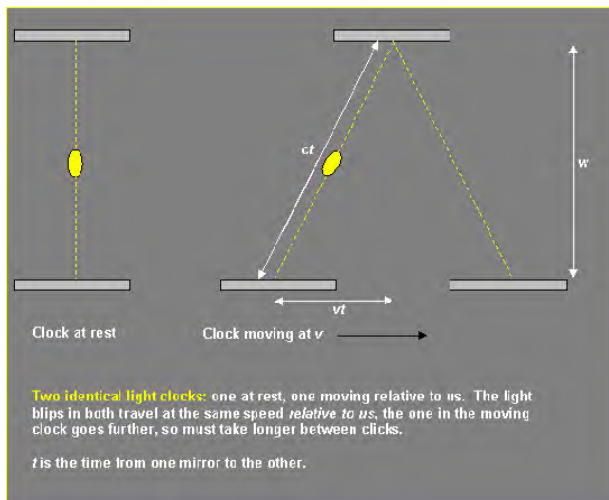 ct
w
vt
Clock at rest
Clock moving at v
Two identical light clocks: one at rest, one moving relative to us. The light
blips in both travel at the same speed relative to us, the one in the moving
clock goes further, so must take longer between clicks.
t is the time from one mirror to the other.